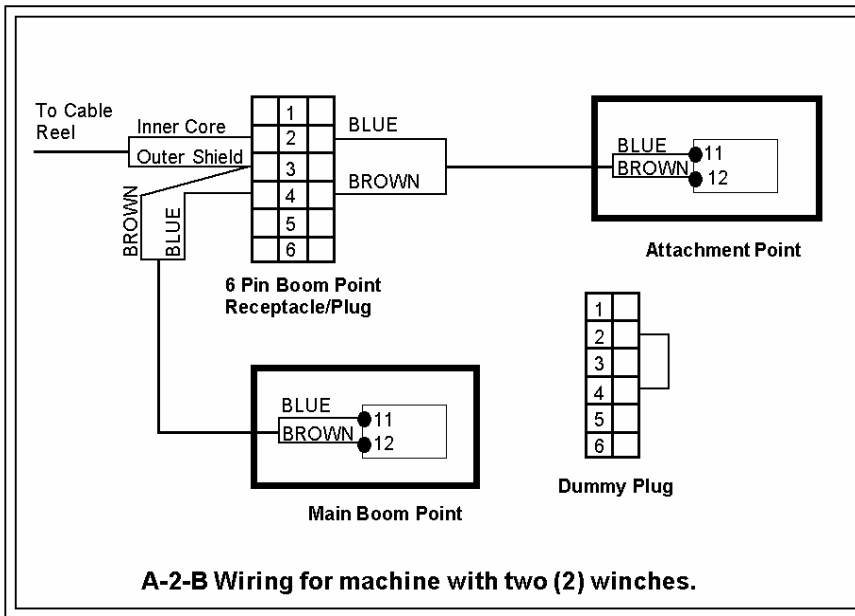 To Cable
Reel
Inner Core
Outer Shield
BROWN
BLUE
1
2
3
4
5
6
BLUE
BROWN
6 Pin Boom Point
Receptacle/Plug
BLUE
BROWN
11
12
Attachment Point
1
2
3
4
5
6
Dummy Plug
BLUE
BROWN
11
12
Main Boom Point
A-2-B Wiring for machine with two (2) winches.